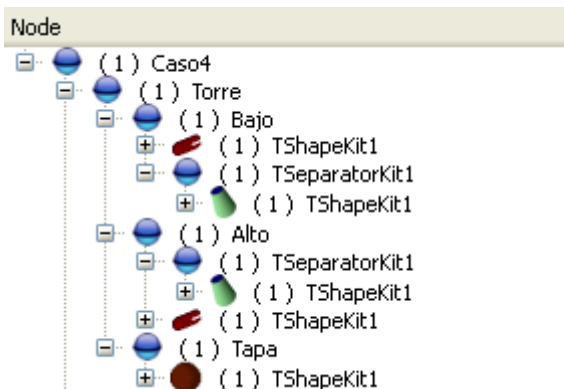 Node
(1) Caso4
(1) Torre
(1) Bajo
(1) TShapeKit1
(1) TSeparatorKit1
(1) TShapeKit1
(1) Alto
(1) TSeparatorKit1
(1) TShapeKit1
(1) TShapeKit1
(1) Tapa
(1) TShapeKit1